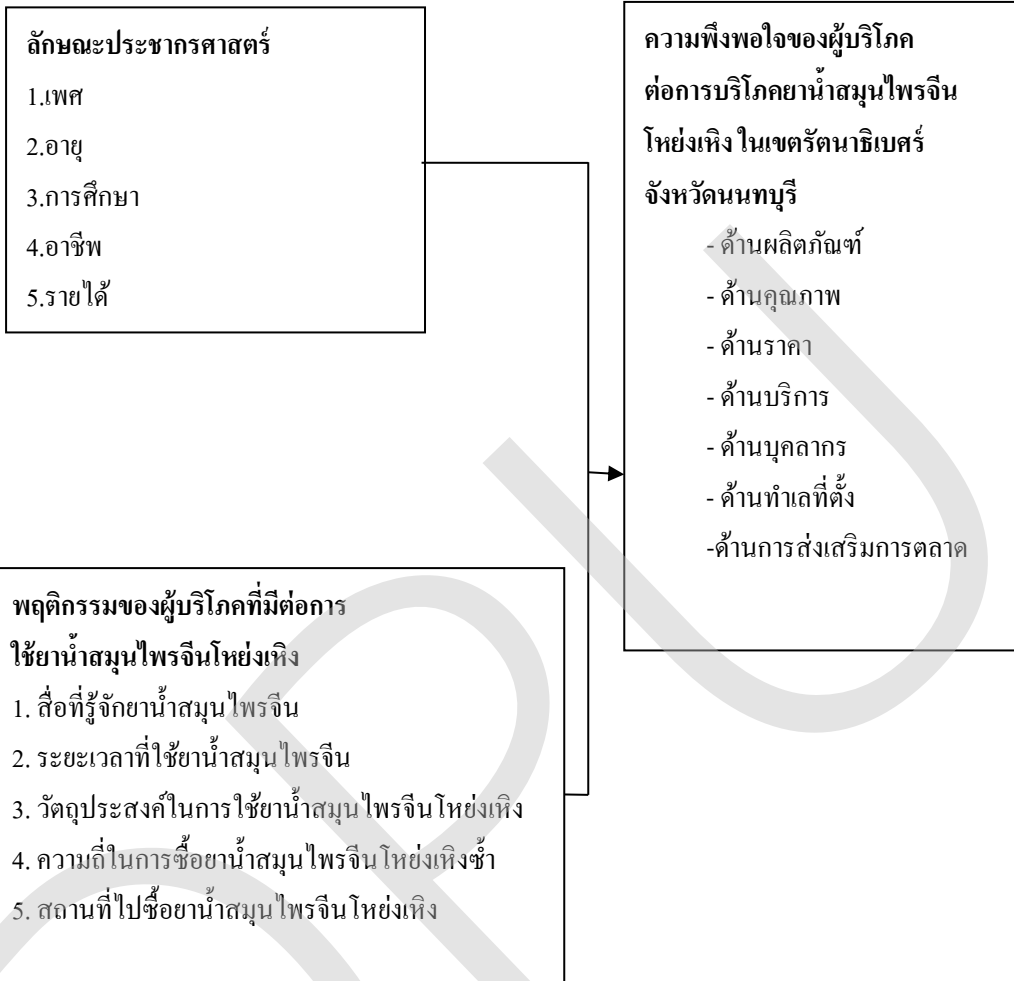 ลักษณะประชากรศาสตร์
1.เพศ
2.อายุ
3.การศึกษา
4.อาชีพ
5.รายได้
ความพึงพอใจของผู้บริโภค
ต่อการบริโภคยาน้ำสมุนไพรจีน
โหย่งเหิง ในเขตรัตนาธิเบศร์
จังหวัดนนทบุรี
- ด้านผลิตภัณฑ์
- ด้านคุณภาพ
- ด้านราคา
- ด้านบริการ
- ด้านบุคลากร
- ด้านทำเลที่ตั้ง
-ด้านการส่งเสริมการตลาด
พฤติกรรมของผู้บริโภคที่มีต่อการ
ใช้ยาน้ำสมุนไพรจีนโหย่งเหิง
1. สื่อที่รู้จักยาน้ำสมุนไพรจีน
2. ระยะเวลาที่ใช้ยาน้ำสมุนไพรจีน
3. วัตถุประสงค์ในการใช้ยาน้ำสมุนไพรจีนโหย่งเหิง
4. ความถี่ในการซื้อยาน้ำสมุนไพรจีนโหย่งเหิงซ้ำ
5. สถานที่ไปซื้อยาน้ำสมุนไพรจีนโหย่งเหิง